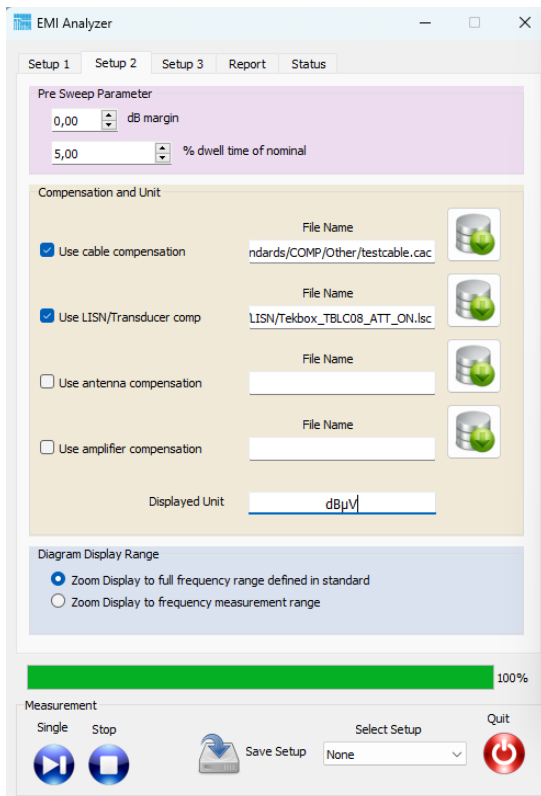 EMI Analyzer
Setup 1 Setup 2 Setup 3 Report Status
Pre Sweep Parameter
0,00 dB margin
5,00 % dwell time of nominal
Compensation and Unit
File Name
Use cable compensation ndards/COMP/Other/testcable.cac
File Name
Use LISN/Transducer comp LISN/Tekbox_TBLC08_ATT_ON.lsc
File Name
Use antenna compensation
File Name
Use amplifier compensation
Displayed Unit dBµV
Diagram Display Range
Zoom Display to full frequency range defined in standard
Zoom Display to frequency measurement range
100%
Measurement
Single Stop Select Setup Quit
Save Setup None